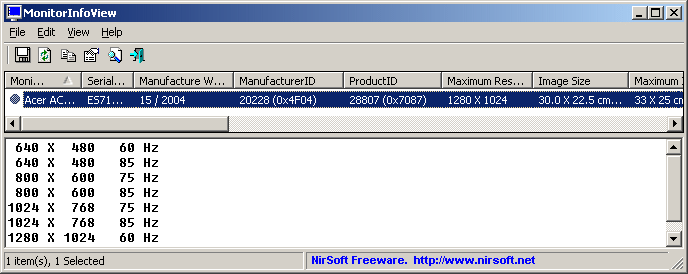 MonitorInfoView
File Edit View Help
Moni... Serial... Manufacture W... ManufacturerID ProductID Maximum Res... Image Size Maximum
Acer AC... ES71... 15 / 2004 20228 (0x4F04) 28807 (0x7087) 1280 X 1024 30.0 X 22.5 cm... 33 X 25 cm
640 X 480 60 Hz
640 X 480 85 Hz
800 X 600 75 Hz
800 X 600 85 Hz
1024 X 768 75 Hz
1024 X 768 85 Hz
1280 X 1024 60 Hz
1 item(s), 1 Selected NirSoft Freeware. http://www.nirsoft.net